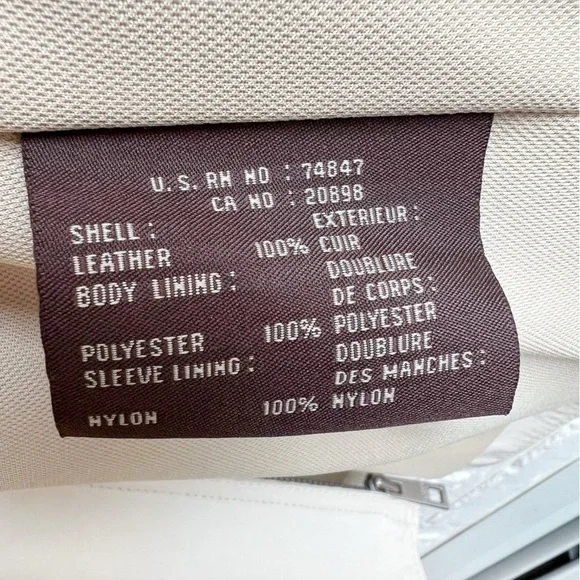 U.S. RN NO : 74847
CA NO : 20898
SHELL : EXTERIEUR :
LEATHER 100% CUIR
BODY LINING : DOUBLURE
DE CORPS :
POLYESTER 100% POLYESTER
SLEEVE LINING : DOUBLURE
DES MANCHES :
NYLON 100% NYLON